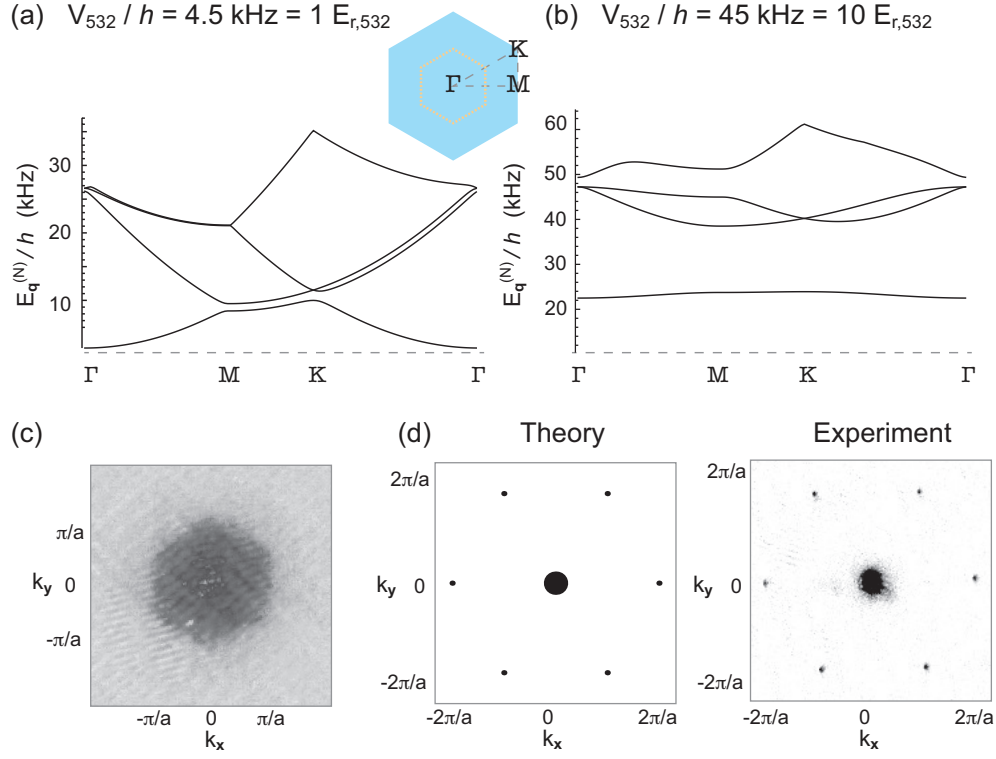 (a) V532 / h = 4.5 kHz = 1 Er,532
(b) V532 / h = 45 kHz = 10 Er,532
K
Γ M
Eq(N)/ h (kHz)
30
20
10
Γ M K Γ
Eq(N)/ h (kHz)
60
50
40
30
20
Γ M K Γ
(c)
π/a
ky 0
-π/a
-π/a 0 π/a
kx
(d) Theory Experiment
2π/a
ky 0
-2π/a
-2π/a 0 2π/a
kx
2π/a
ky 0
-2π/a
-2π/a 0 2π/a
kx